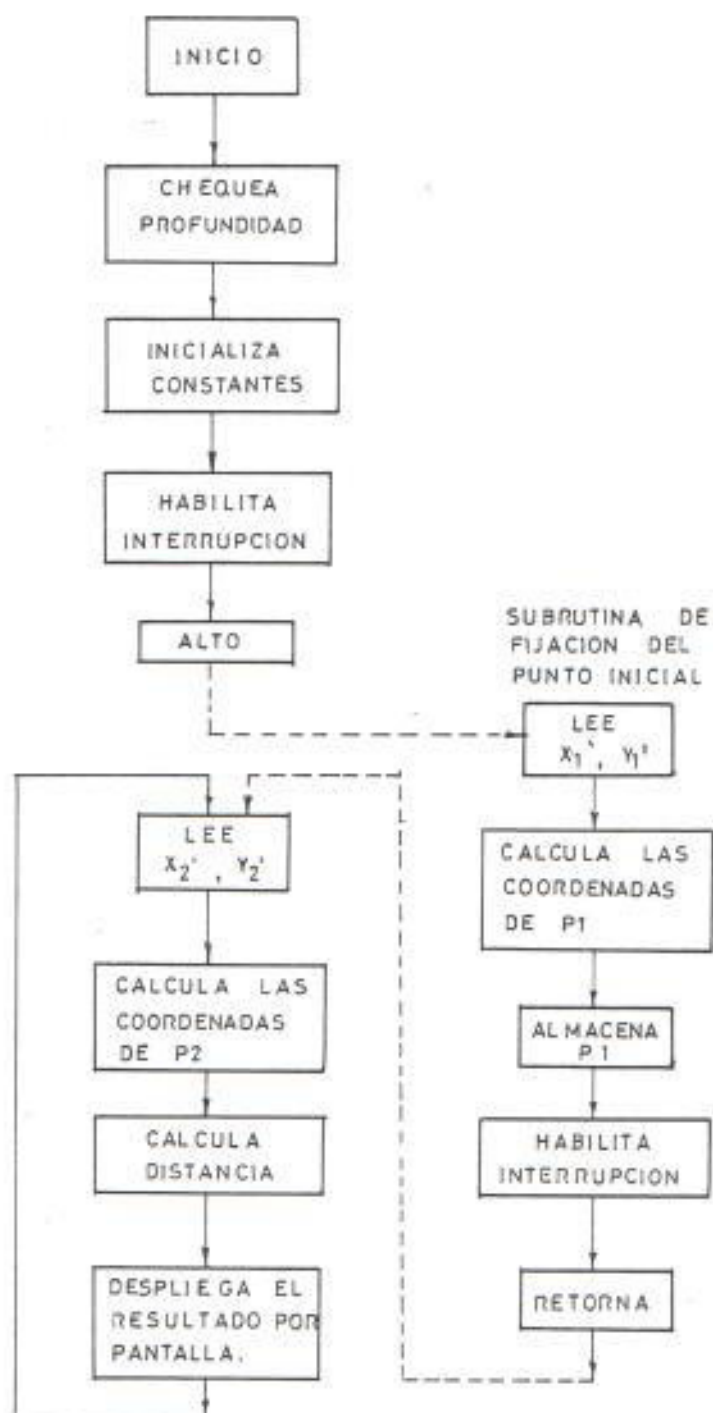 INICIO
CHEQUEA
PROFUNDIDAD
INICIALIZA
CONSTANTES
HABILITA
INTERRUPCION
ALTO
SUBRUTINA DE
FIJACION DEL
PUNTO INICIAL
LEE
X1', Y1'
CALCULA LAS
COORDENADAS
DE P1
ALMACENA
P1
HABILITA
INTERRUPCION
RETORNA
LEE
X2', Y2'
CALCULA LAS
COORDENADAS
DE P2
CALCULA
DISTANCIA
DESPLIEGA EL
RESULTADO POR
PANTALLA.